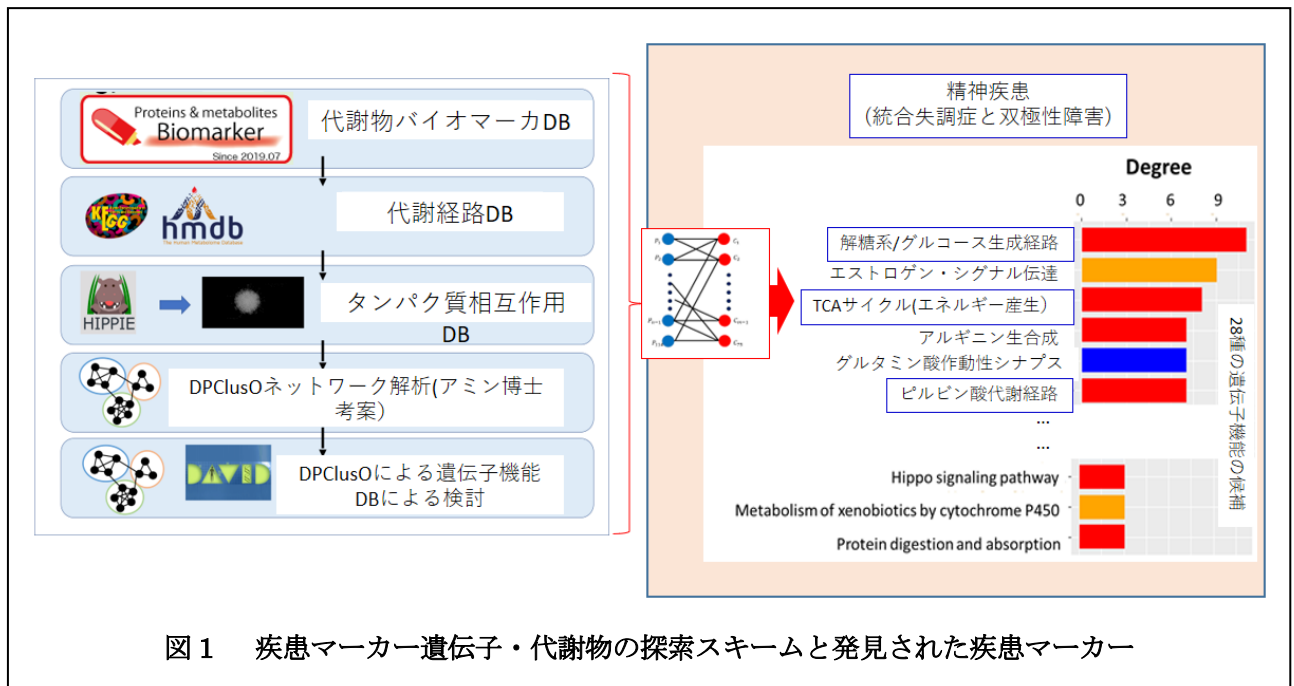 Proteins & metabolites
Biomarker
Since 2019.07
代謝物バイオマーカDB
KEGG
hmdb
The Human Metabolome Database
代謝経路DB
HIPPIE
タンパク質相互作用
DB
DPClusOネットワーク解析(アミン博士
考案)
DAVID
DPClusOによる遺伝子機能
DBによる検討
精神疾患
(統合失調症と双極性障害)
Degree
0 3 6 9
解糖系/グルコース生成経路
エストロゲン・シグナル伝達
TCAサイクル(エネルギー産生)
アルギニン生合成
グルタミン酸作動性シナプス
ピルビン酸代謝経路
…
…
Hippo signaling pathway
Metabolism of xenobiotics by cytochrome P450
Protein digestion and absorption
28種の遺伝子機能の候補
図1 疾患マーカー遺伝子・代謝物の探索スキームと発見された疾患マーカー